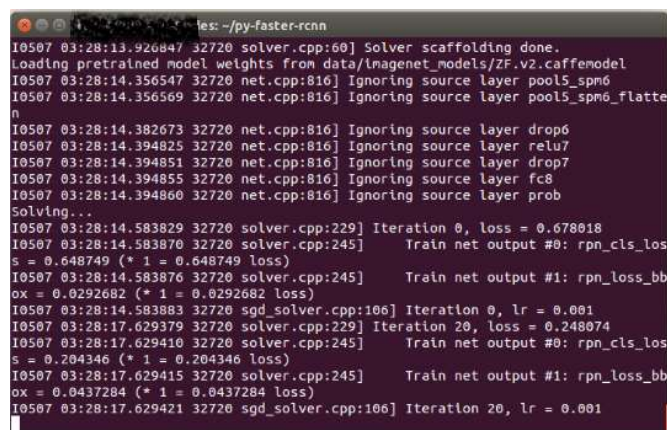 les: ~/py-faster-rcnn
I0507 03:28:13.926847 32720 solver.cpp:60] Solver scaffolding done.
Loading pretrained model weights from data/imagenet_models/ZF.v2.caffemodel
I0507 03:28:14.356547 32720 net.cpp:816] Ignoring source layer pool5_spm6
I0507 03:28:14.356569 32720 net.cpp:816] Ignoring source layer pool5_spm6_flatte
n
I0507 03:28:14.382673 32720 net.cpp:816] Ignoring source layer drop6
I0507 03:28:14.394825 32720 net.cpp:816] Ignoring source layer relu7
I0507 03:28:14.394851 32720 net.cpp:816] Ignoring source layer drop7
I0507 03:28:14.394855 32720 net.cpp:816] Ignoring source layer fc8
I0507 03:28:14.394860 32720 net.cpp:816] Ignoring source layer prob
Solving...
I0507 03:28:14.583829 32720 solver.cpp:229] Iteration 0, loss = 0.678018
I0507 03:28:14.583870 32720 solver.cpp:245]     Train net output #0: rpn_cls_los
s = 0.648749 (* 1 = 0.648749 loss)
I0507 03:28:14.583876 32720 solver.cpp:245]     Train net output #1: rpn_loss_bb
ox = 0.0292682 (* 1 = 0.0292682 loss)
I0507 03:28:14.583883 32720 sgd_solver.cpp:106] Iteration 0, lr = 0.001
I0507 03:28:17.629379 32720 solver.cpp:229] Iteration 20, loss = 0.248074
I0507 03:28:17.629410 32720 solver.cpp:245]     Train net output #0: rpn_cls_los
s = 0.204346 (* 1 = 0.204346 loss)
I0507 03:28:17.629415 32720 solver.cpp:245]     Train net output #1: rpn_loss_bb
ox = 0.0437284 (* 1 = 0.0437284 loss)
I0507 03:28:17.629421 32720 sgd_solver.cpp:106] Iteration 20, lr = 0.001